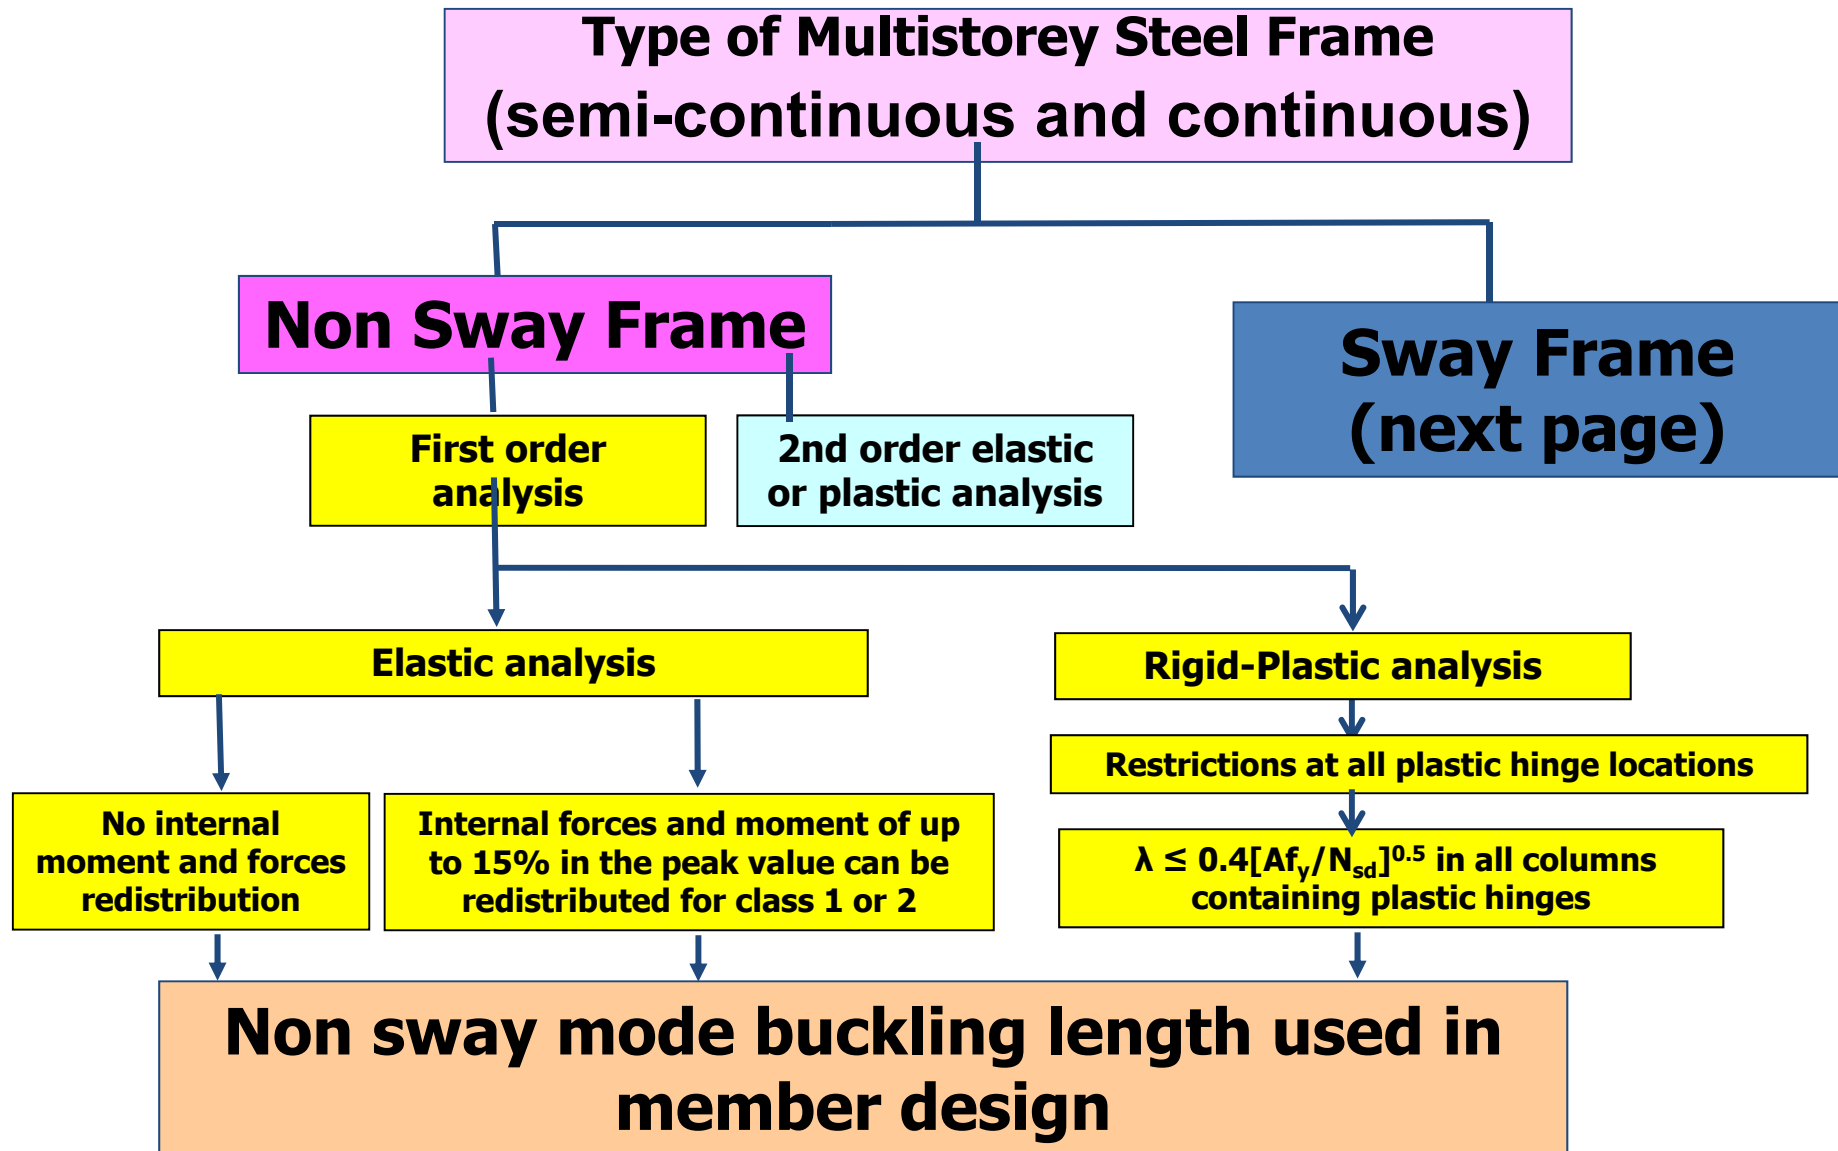 Type of Multistorey Steel Frame
(semi-continuous and continuous)
Non Sway Frame
Sway Frame
(next page)
First order
analysis
2nd order elastic
or plastic analysis
Elastic analysis
Rigid-Plastic analysis
Restrictions at all plastic hinge locations
No internal
moment and forces
redistribution
Internal forces and moment of up
to 15% in the peak value can be
redistributed for class 1 or 2
λ ≤ 0.4[Af_y/N_sd]^0.5 in all columns
containing plastic hinges
Non sway mode buckling length used in
member design